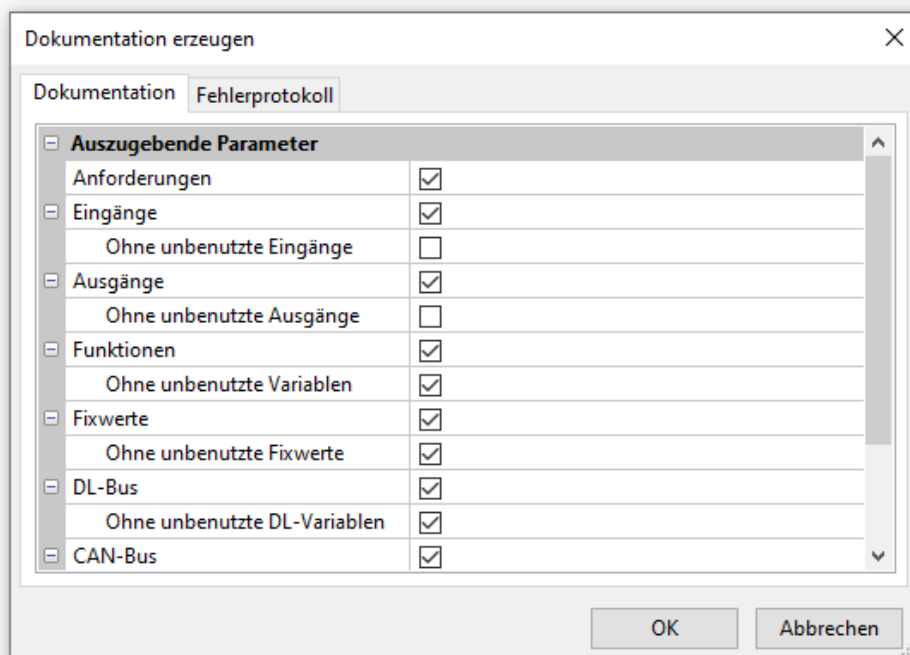 Dokumentation erzeugen
Dokumentation Fehlerprotokoll
Auszugebende Parameter
Anforderungen
Eingänge
Ohne unbenutzte Eingänge
Ausgänge
Ohne unbenutzte Ausgänge
Funktionen
Ohne unbenutzte Variablen
Fixwerte
Ohne unbenutzte Fixwerte
DL-Bus
Ohne unbenutzte DL-Variablen
CAN-Bus
OK Abbrechen